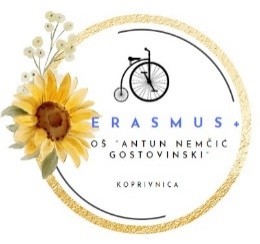 ERASMUS+
OŠ "ANTUN NEMČIĆ
GOSTOVINSKI"
KOPRIVNICA